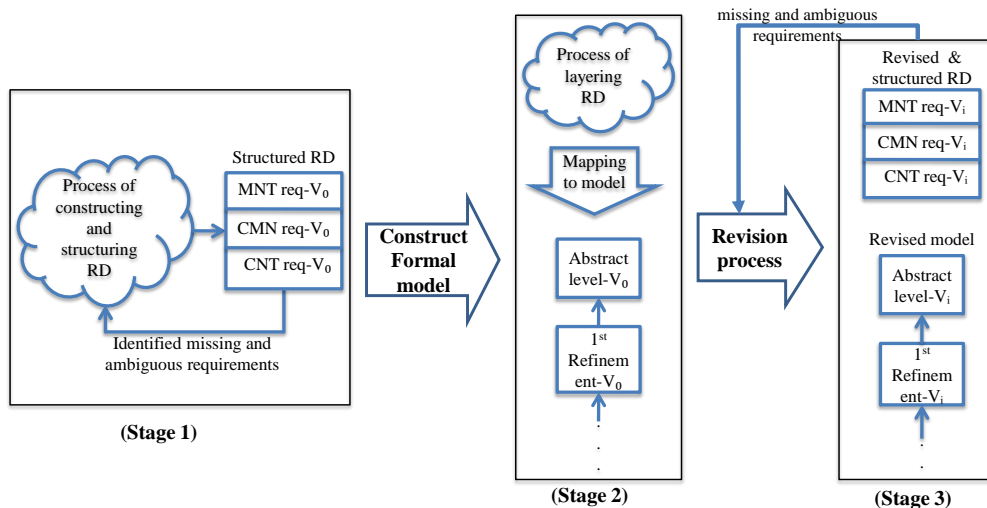 Process of
constructing
and
structuring
RD
Structured RD
MNT req-V₀
CMN req-V₀
CNT req-V₀
Identified missing and
ambiguous requirements
(Stage 1)
Construct
Formal
model
Process of
layering
RD
Mapping
to model
Abstract
level-V₀
1ˢᵗ
Refinem
ent-V₀
.
.
.
(Stage 2)
missing and ambiguous
requirements
Revision
process
Revised &
structured RD
MNT req-Vᵢ
CMN req-Vᵢ
CNT req-Vᵢ
Revised model
Abstract
level-Vᵢ
1ˢᵗ
Refinem
ent-Vᵢ
.
.
(Stage 3)